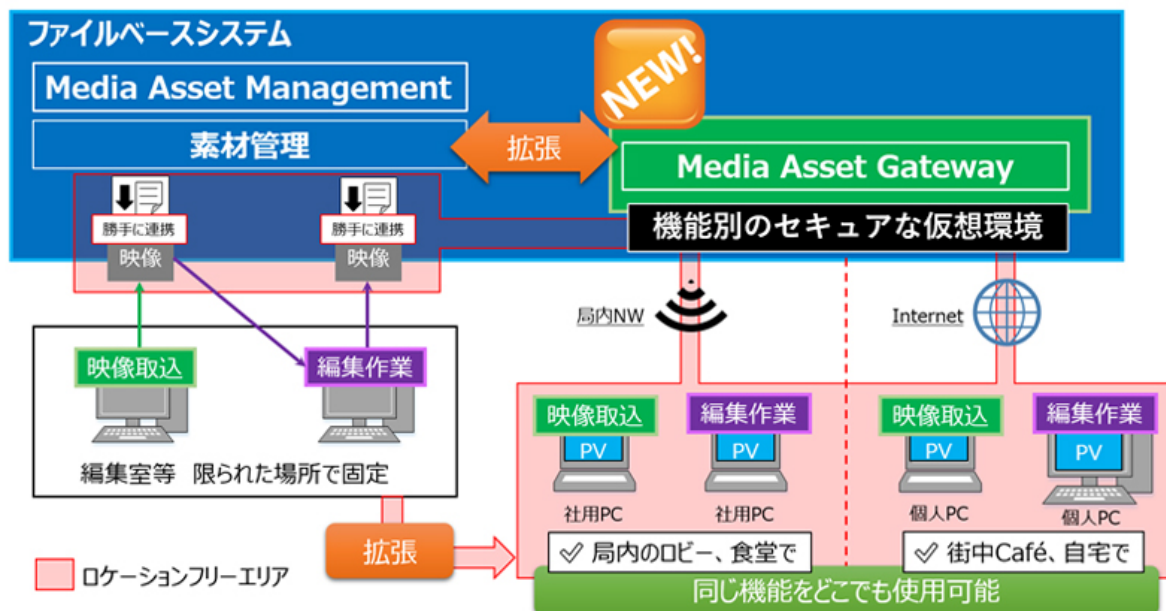 ファイルベースシステム
Media Asset Management
素材管理
拡張
NEW!
Media Asset Gateway
機能別のセキュアな仮想環境
勝手に連携
映像
勝手に連携
映像
局内NW
Internet
映像取込
編集作業
編集室等 限られた場所で固定
映像取込
PV
社用PC
編集作業
PV
社用PC
映像取込
PV
個人PC
編集作業
PV
個人PC
拡張
局内のロビー、食堂で
街中Café、自宅で
ロケーションフリーエリア
同じ機能をどこでも使用可能